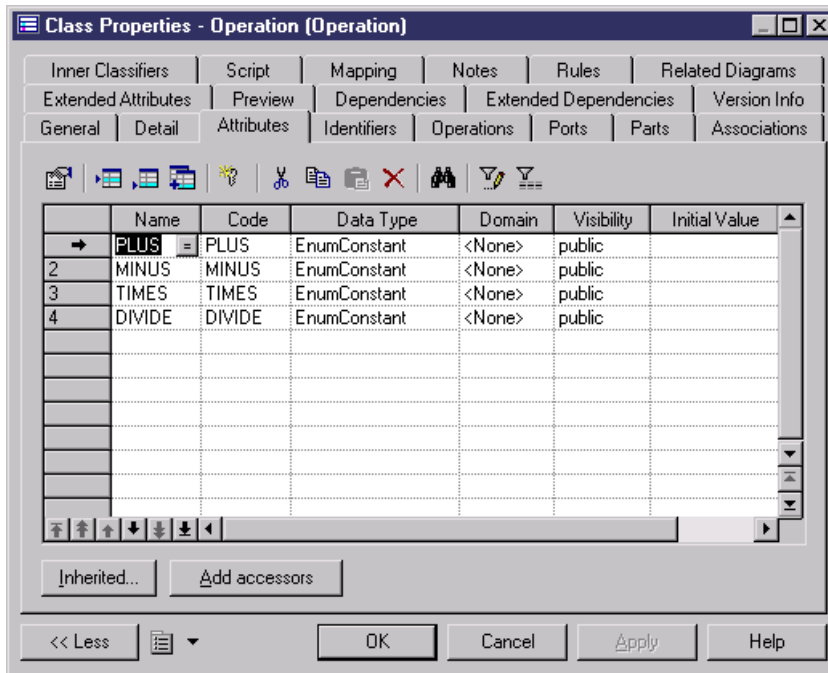 Class Properties - Operation (Operation)
Inner Classifiers Script Mapping Notes Rules Related Diagrams
Extended Attributes Preview Dependencies Extended Dependencies Version Info
General Detail Attributes Identifiers Operations Ports Parts Associations
Name Code Data Type Domain Visibility Initial Value
PLUS = PLUS EnumConstant <None> public
2 MINUS MINUS EnumConstant <None> public
3 TIMES TIMES EnumConstant <None> public
4 DIVIDE DIVIDE EnumConstant <None> public
Inherited... Add accessors
<< Less OK Cancel Apply Help